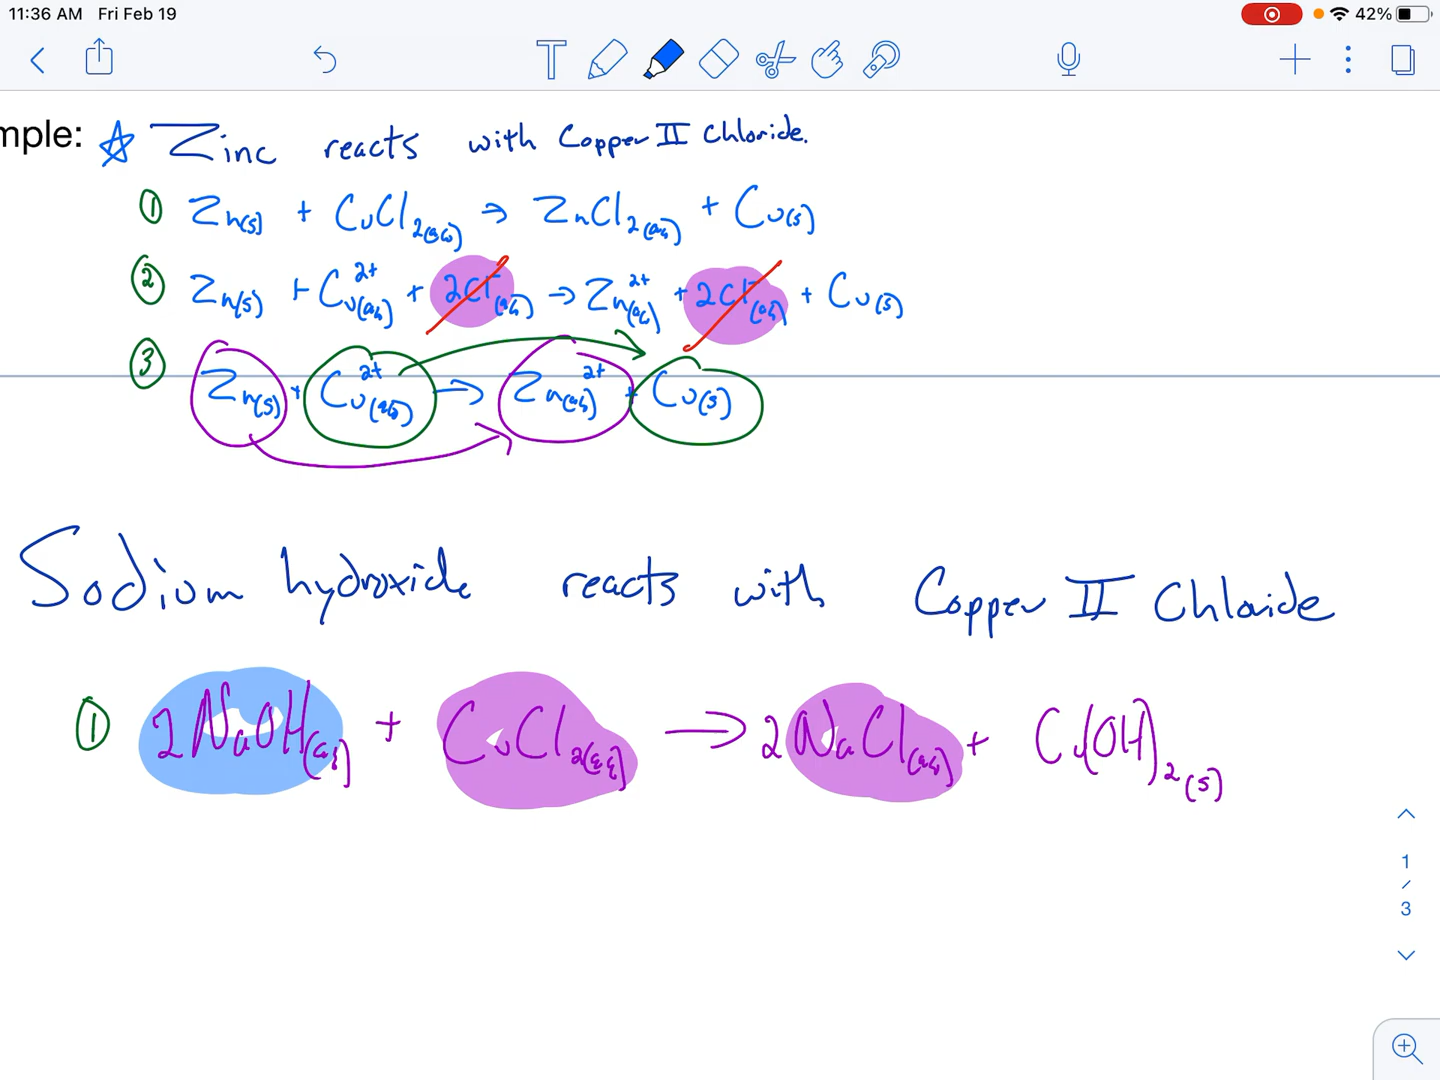 11:36 AM Fri Feb 19 42%
mple: ☆ Zinc reacts with Copper II Chloride.
① Zn(s) + CuCl₂(aq) → ZnCl₂(aq) + Cu(s)
② Zn(s) + Cu²⁺(aq) + 2Cl⁻(aq) → Zn²⁺(aq) + 2Cl⁻(aq) + Cu(s)
③ Zn(s) + Cu²⁺(aq) → Zn²⁺(aq) + Cu(s)
Sodium hydroxide reacts with Copper II Chloride
① 2NaOH(aq) + CuCl₂(aq) → 2NaCl(aq) + Cu(OH)₂(s)
1
/
3